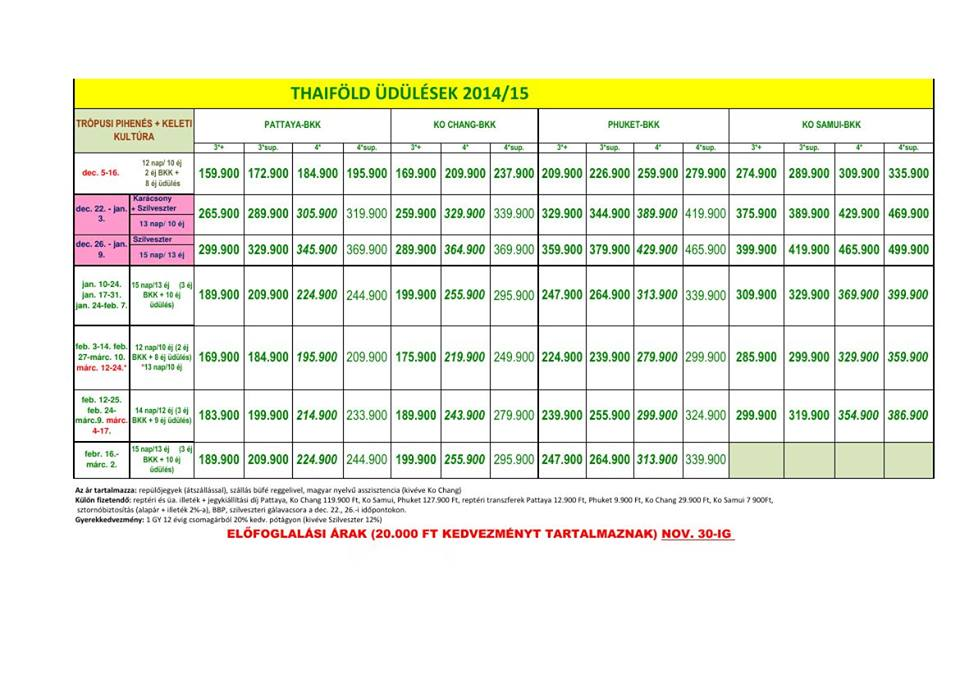 THAIFÖLD ÜDÜLÉSEK 2014/15
TRÓPUSI PIHENÉS + KELETI KULTÚRA PATTAYA-BKK KO CHANG-BKK PHUKET-BKK KO SAMUI-BKK
3*+ 3*sup. 4* 4*sup. 3*+ 4* 4*sup. 3*+ 3*sup. 4* 4*sup. 3*+ 3*sup. 4* 4*sup.
dec. 5-16. 12 nap/ 10 éj 2 éj BKK + 8 éj üdülés 159.900 172.900 184.900 195.900 169.900 209.900 237.900 209.900 226.900 259.900 279.900 274.900 289.900 309.900 335.900
dec. 22. - jan. 3. Karácsony + Szilveszter 13 nap/ 10 éj 265.900 289.900 305.900 319.900 259.900 329.900 339.900 329.900 344.900 389.900 419.900 375.900 389.900 429.900 469.900
dec. 26. - jan. 9. Szilveszter 15 nap/ 13 éj 299.900 329.900 345.900 369.900 289.900 364.900 369.900 359.900 379.900 429.900 465.900 399.900 419.900 465.900 499.900
jan. 10-24. jan. 17-31. jan. 24-feb. 7. 15 nap/13 éj (3 éj BKK + 10 éj üdülés) 189.900 209.900 224.900 244.900 199.900 255.900 295.900 247.900 264.900 313.900 339.900 309.900 329.900 369.900 399.900
feb. 3-14. feb. 27-márc. 10. márc. 12-24.* 12 nap/10 éj (2 éj BKK + 8 éj üdülés) *13 nap/10 éj 169.900 184.900 195.900 209.900 175.900 219.900 249.900 224.900 239.900 279.900 299.900 285.900 299.900 329.900 359.900
feb. 12-25. feb. 24-márc.9. márc. 4-17. 14 nap/12 éj (3 éj BKK + 9 éj üdülés) 183.900 199.900 214.900 233.900 189.900 243.900 279.900 239.900 255.900 299.900 324.900 299.900 319.900 354.900 386.900
febr. 16.- márc. 2. 15 nap/13 éj (3 éj BKK + 10 éj üdülés) 189.900 209.900 224.900 244.900 199.900 255.900 295.900 247.900 264.900 313.900 339.900
Az ár tartalmazza: repülőjegyek (átszállással), szállás büfé reggelivel, magyar nyelvű asszisztencia (kivéve Ko Chang)
Külön fizetendő: reptéri és üa. illeték + jegykiállítási díj Pattaya, Ko Chang 119.900 Ft, Ko Samui, Phuket 127.900 Ft, reptéri transzferek Pattaya 12.900 Ft, Phuket 9.900 Ft, Ko Chang 29.900 Ft, Ko Samui 7 900Ft,
sztornóbiztosítás (alapár + illeték 2%-a), BBP, szilveszteri gálavacsora a dec. 22., 26.-i időpontokon.
Gyerekkedvezmény: 1 GY 12 évig csomagárból 20% kedv. pótágyon (kivéve Szilveszter 12%)
ELŐFOGLALÁSI ÁRAK (20.000 FT KEDVEZMÉNYT TARTALMAZNAK) NOV. 30-IG